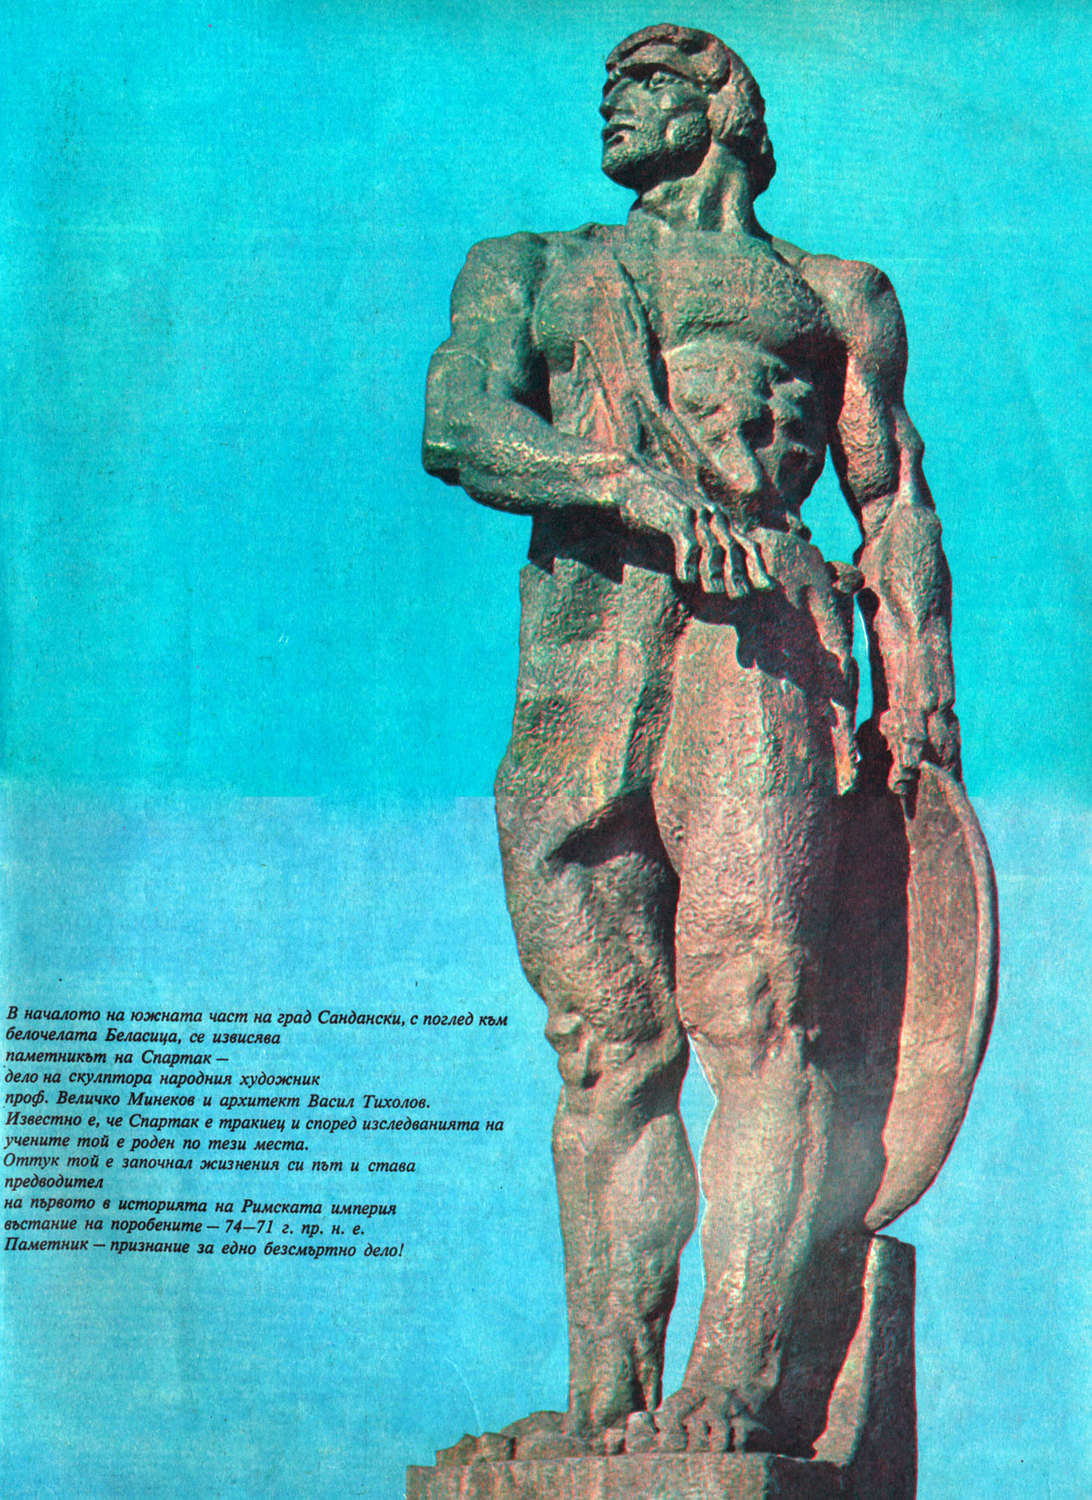 В началото на южната част на град Сандански, с поглед към
белочелата Беласица, се извисява
паметникът на Спартак —
дело на скулптора народния художник
проф. Величко Минеков и архитект Васил Тихолов.
Известно е, че Спартак е тракиец и според изследванията на
учените той е роден по тези места.
Оттук той е започнал жизнения си път и става
предводител
на първото в историята на Римската империя
въстание на поробените — 74—71 г. пр. н. е.
Паметник — признание за едно безсмъртно дело!